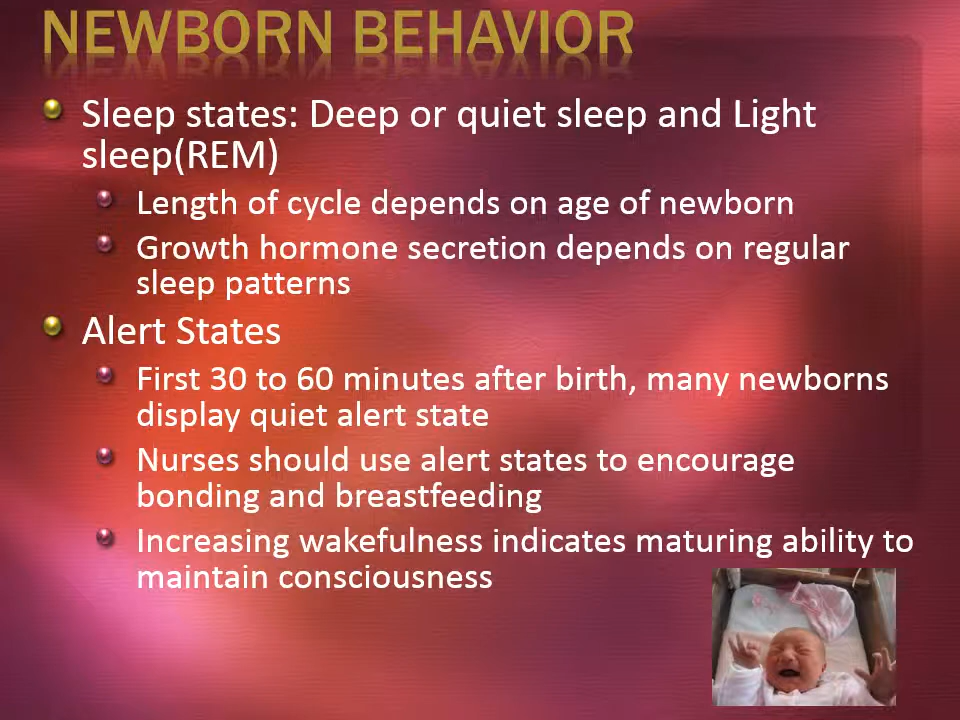 NEWBORN BEHAVIOR
Sleep states: Deep or quiet sleep and Light
sleep(REM)
Length of cycle depends on age of newborn
Growth hormone secretion depends on regular
sleep patterns
Alert States
First 30 to 60 minutes after birth, many newborns
display quiet alert state
Nurses should use alert states to encourage
bonding and breastfeeding
Increasing wakefulness indicates maturing ability to
maintain consciousness